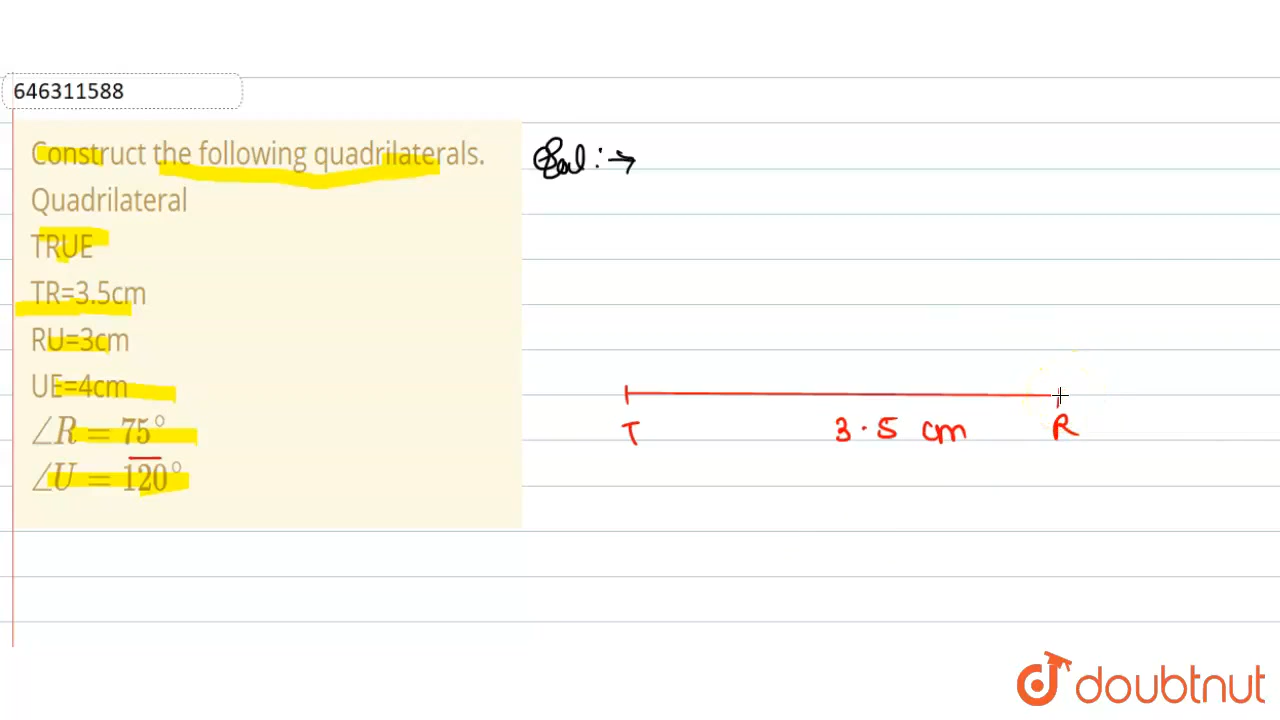 646311588
Construct the following quadrilaterals.
Quadrilateral
TRUE
TR=3.5cm
RU=3cm
UE=4cm
∠R = 75°
∠U = 120°
Sol :→
T 3.5 cm R
doubtnut